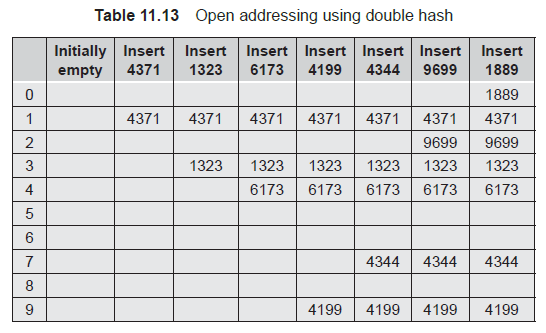 Table 11.13 Open addressing using double hash
Initially empty Insert 4371 Insert 1323 Insert 6173 Insert 4199 Insert 4344 Insert 9699 Insert 1889
0 1889
1 4371 4371 4371 4371 4371 4371 4371
2 9699 9699
3 1323 1323 1323 1323 1323 1323
4 6173 6173 6173 6173 6173
5
6
7 4344 4344 4344
8
9 4199 4199 4199 4199